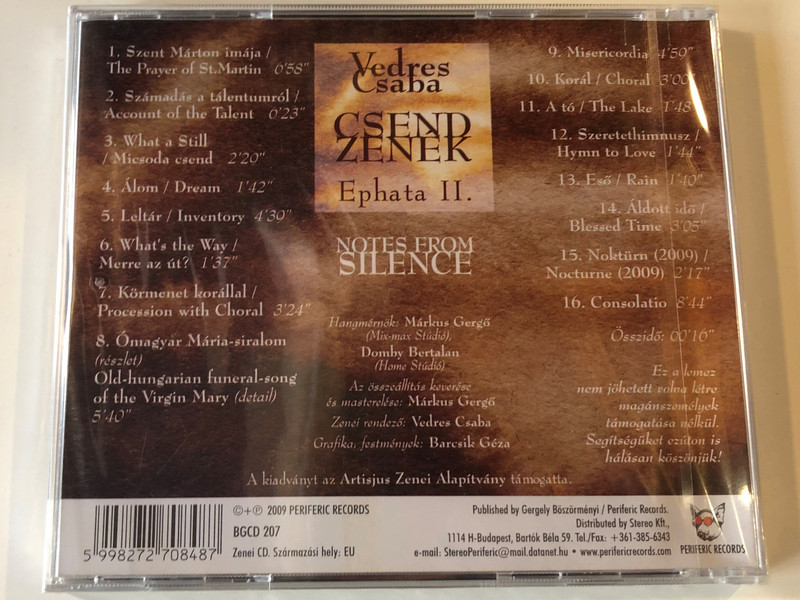 1. Szent Márton imája /
The Prayer of St.Martin 6'58"
2. Számadás a tálentumról /
Account of the Talent 6'23"
3. What a Still
/ Micsoda csend 2'20"
4. Álom / Dream 1'42"
5. Leltár / Inventory 4'39"
6. What's the Way /
Merre az út? 1'37"
7. Körmenet korállal /
Procession with Choral 3'24"
8. Ómagyar Mária-siralom
(részlet)
Old-hungarian funeral-song
of the Virgin Mary (detail)
5'40"
Vedres
Csaba
CSEND
ZENÉK
Ephata II.
NOTES FROM
SILENCE
Hangmérnök: Márkus Gergő
(Mix-max Stúdió),
Domby Bertalan
(Home Stúdió)
Az összeállítás keverése
és masterelése: Márkus Gergő
Zenei rendező: Vedres Csaba
Grafika, festmények: Barcsik Géza
9. Misericordia 4'59"
10. Korál / Choral 3'00"
11. A tó / The Lake 1'48"
12. Szeretethimnusz /
Hymn to Love 1'44"
13. Eső / Rain 1'40"
14. Áldott idő /
Blessed Time 3'05"
15. Noktürn (2009) /
Nocturne (2009) 2'17"
16. Consolatio 8'44"
Összidő: 00'16"
Ez a lemez
nem jöhetett volna létre
magánszemélyek
támogatása nélkül.
Segítségüket ezúton is
hálásan köszönjük!
A kiadványt az Artisjus Zenei Alapítvány támogatta.
5 998272 708487
©+℗ 2009 PERIFERIC RECORDS
BGCD 207
Zenei CD. Származási hely: EU
Published by Gergely Böszörményi / Periferic Records.
Distributed by Stereo Kft.,
1114 H-Budapest, Bartók Béla 59. Tel./Fax: +361-385-6343
e-mail: StereoPeriferic@mail.datanet.hu • www.perifericrecords.com
PERIFERIC RECORDS